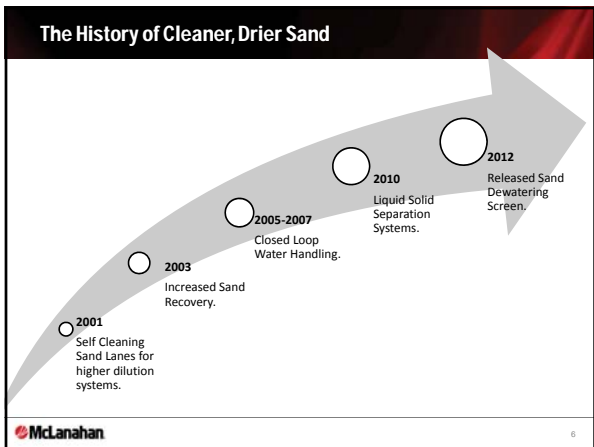 The History of Cleaner, Drier Sand
2012
Released Sand
Dewatering
Screen.
2010
Liquid Solid
Separation
Systems.
2005-2007
Closed Loop
Water Handling.
2003
Increased Sand
Recovery.
2001
Self Cleaning
Sand Lanes for
higher dilution
systems.
McLanahan
6